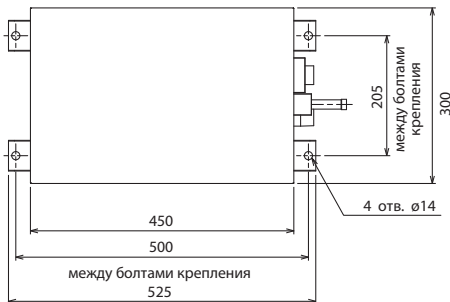 205
между болтами
крепления
300
4 отв. ø14
450
500
между болтами крепления
525